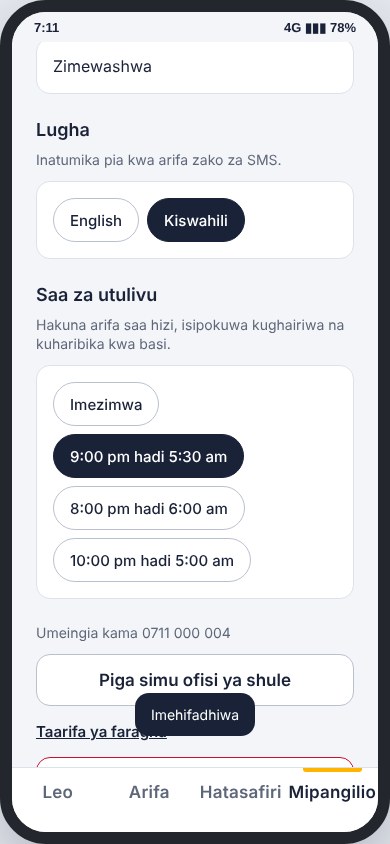 7:11 4G 78%
Zimewashwa
Lugha
Inatumika pia kwa arifa zako za SMS.
English Kiswahili
Saa za utulivu
Hakuna arifa saa hizi, isipokuwa kughairiwa na
kuharibika kwa basi.
Imezimwa
9:00 pm hadi 5:30 am
8:00 pm hadi 6:00 am
10:00 pm hadi 5:00 am
Umeingia kama 0711 000 004
Piga simu ofisi ya shule
Imehifadhiwa
Taarifa ya faragha
Leo Arifa Hatasafiri Mipangilio